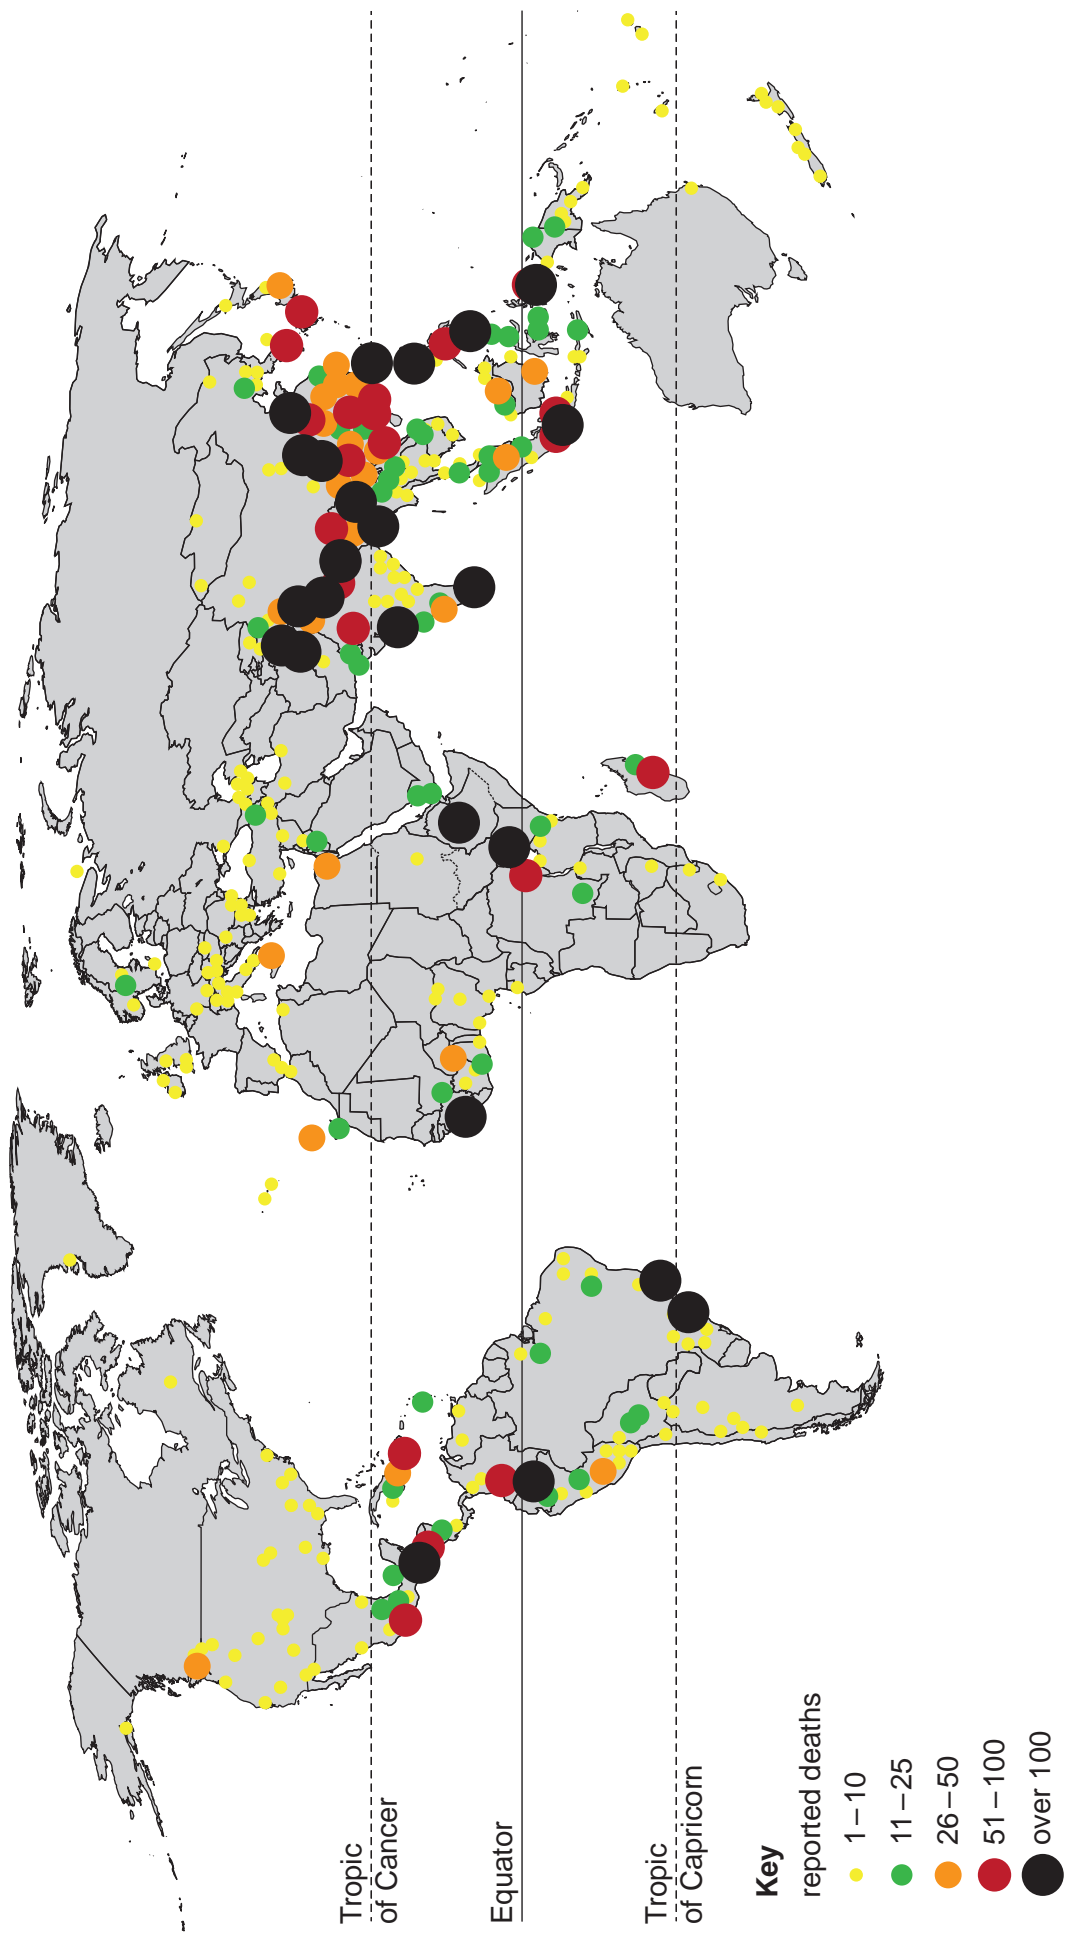 Tropic
of Cancer
Equator
Tropic
of Capricorn
Key
reported deaths
1 – 10
11 – 25
26 – 50
51 – 100
over 100